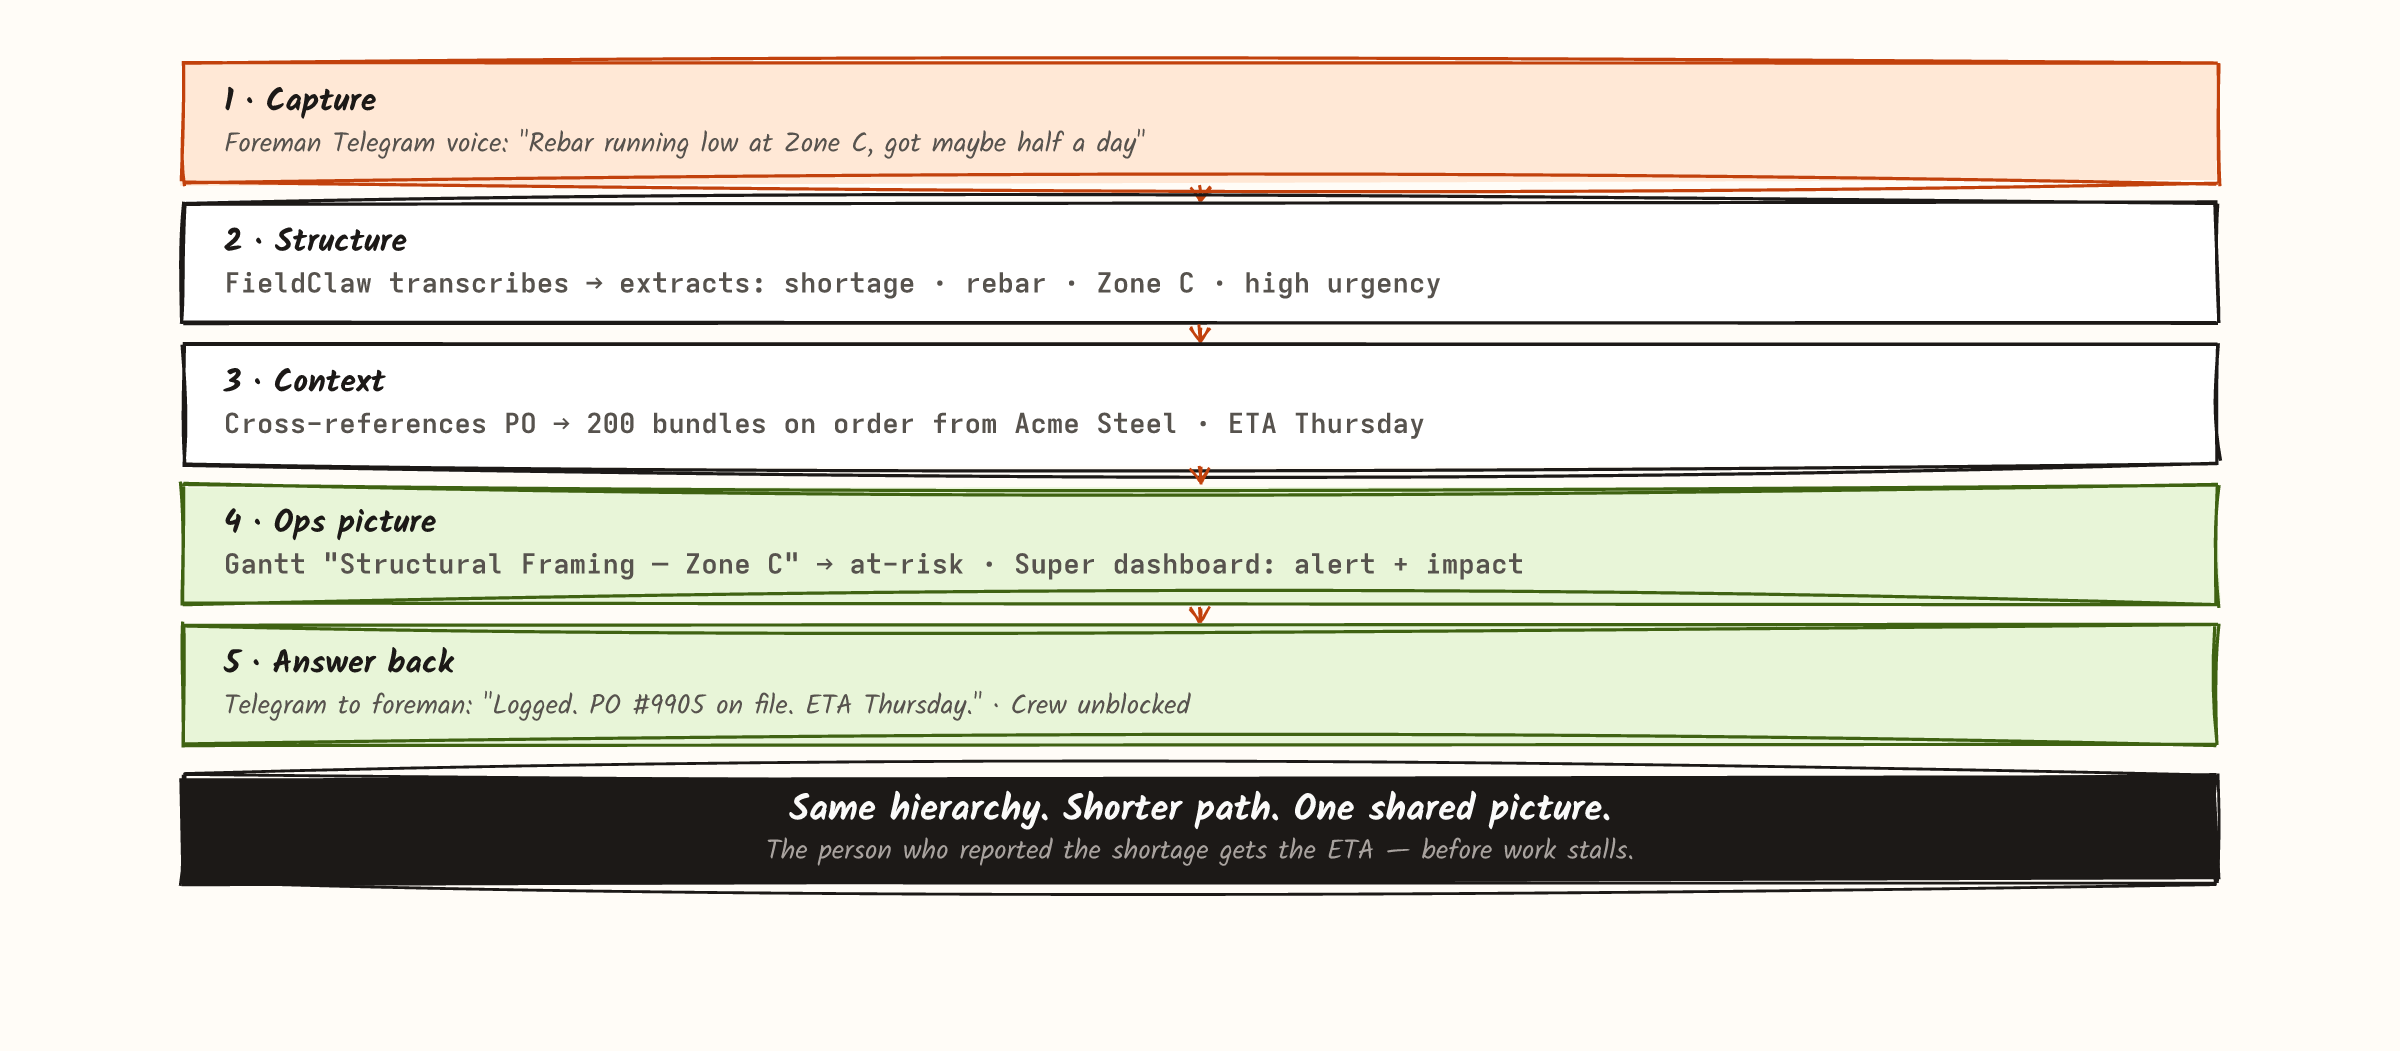 1 · Capture
Foreman Telegram voice: "Rebar running low at Zone C, got maybe half a day"
2 · Structure
FieldClaw transcribes → extracts: shortage · rebar · Zone C · high urgency
3 · Context
Cross-references PO → 200 bundles on order from Acme Steel · ETA Thursday
4 · Ops picture
Gantt "Structural Framing — Zone C" → at-risk · Super dashboard: alert + impact
5 · Answer back
Telegram to foreman: "Logged. PO #9905 on file. ETA Thursday." · Crew unblocked
Same hierarchy. Shorter path. One shared picture.
The person who reported the shortage gets the ETA — before work stalls.